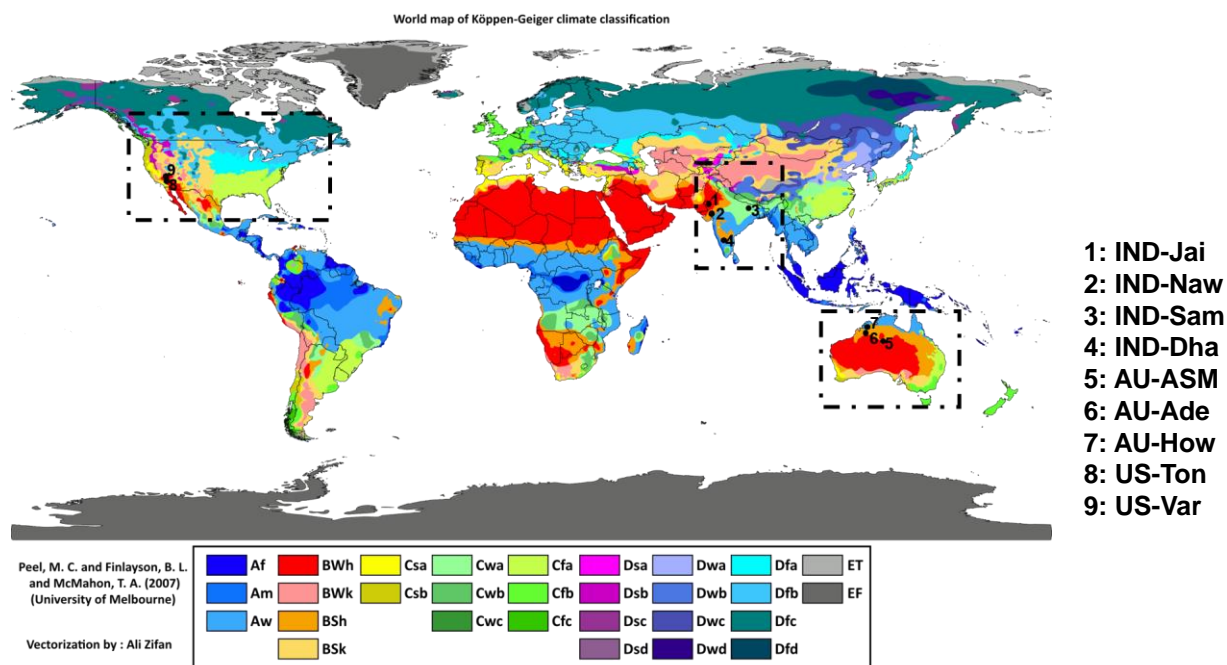 World map of Köppen-Geiger climate classification
9
8
1
2
3
4
7
6
5
1: IND-Jai
2: IND-Naw
3: IND-Sam
4: IND-Dha
5: AU-ASM
6: AU-Ade
7: AU-How
8: US-Ton
9: US-Var
Peel, M. C. and Finlayson, B. L.
and McMahon, T. A. (2007)
(University of Melbourne)
Vectorization by : Ali Zifan
Af BWh Csa Cwa Cfa Dsa Dwa Dfa ET
Am BWk Csb Cwb Cfb Dsb Dwb Dfb EF
Aw BSh Cwc Cfc Dsc Dwc Dfc
BSk Dsd Dwd Dfd